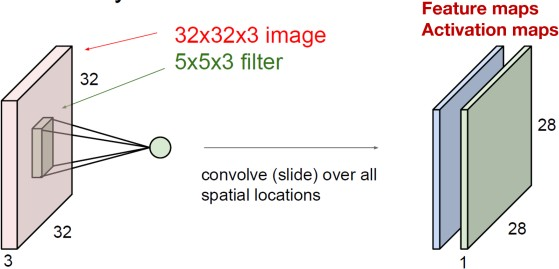 Feature maps
Activation maps
32x32x3 image
5x5x3 filter
32
28
convolve (slide) over all
spatial locations
32
28
3
1